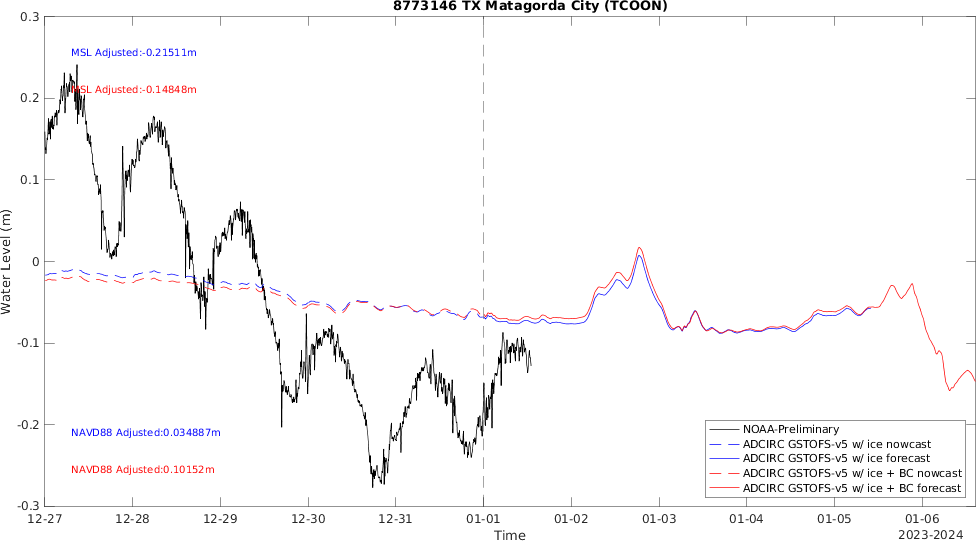 8773146 TX Matagorda City (TCOON)
0.3
0.2
0.1
0
-0.1
-0.2
-0.3
Water Level (m)
MSL Adjusted:-0.21511m
MSL Adjusted:-0.14848m
NAVD88 Adjusted:0.034887m
NAVD88 Adjusted:0.10152m
NOAA-Preliminary
ADCIRC GSTOFS-v5 w/ ice nowcast
ADCIRC GSTOFS-v5 w/ ice forecast
ADCIRC GSTOFS-v5 w/ ice + BC nowcast
ADCIRC GSTOFS-v5 w/ ice + BC forecast
12-27 12-28 12-29 12-30 12-31 01-01 01-02 01-03 01-04 01-05 01-06
Time
2023-2024